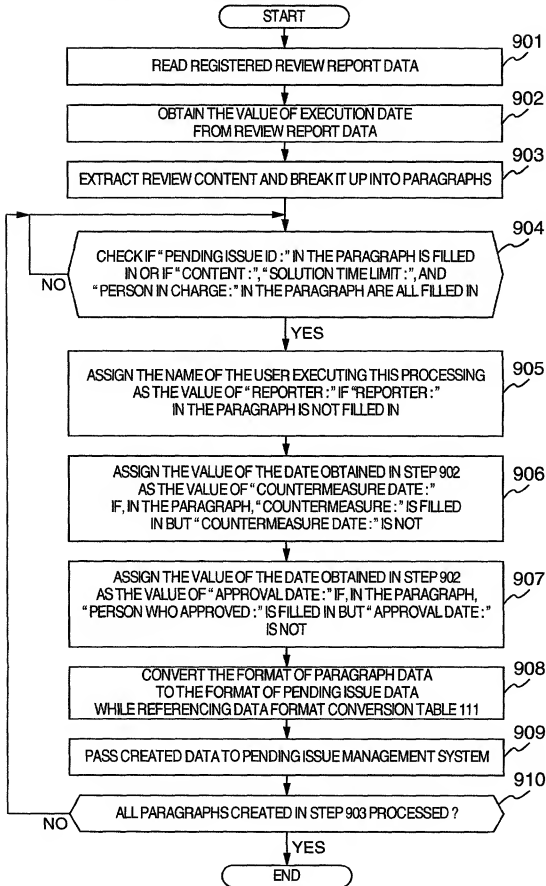 START
901
READ REGISTERED REVIEW REPORT DATA
902
OBTAIN THE VALUE OF EXECUTION DATE
FROM REVIEW REPORT DATA
903
EXTRACT REVIEW CONTENT AND BREAK IT UP INTO PARAGRAPHS
904
CHECK IF "PENDING ISSUE ID :" IN THE PARAGRAPH IS FILLED
IN OR IF "CONTENT :", "SOLUTION TIME LIMIT :", AND
"PERSON IN CHARGE :" IN THE PARAGRAPH ARE ALL FILLED IN
NO
YES
905
ASSIGN THE NAME OF THE USER EXECUTING THIS PROCESSING
AS THE VALUE OF "REPORTER :" IF "REPORTER :"
IN THE PARAGRAPH IS NOT FILLED IN
906
ASSIGN THE VALUE OF THE DATE OBTAINED IN STEP 902
AS THE VALUE OF "COUNTERMEASURE DATE :"
IF, IN THE PARAGRAPH, "COUNTERMEASURE :" IS FILLED
IN BUT "COUNTERMEASURE DATE :" IS NOT
907
ASSIGN THE VALUE OF THE DATE OBTAINED IN STEP 902
AS THE VALUE OF "APPROVAL DATE :" IF, IN THE PARAGRAPH,
"PERSON WHO APPROVED :" IS FILLED IN BUT "APPROVAL DATE :"
IS NOT
908
CONVERT THE FORMAT OF PARAGRAPH DATA
TO THE FORMAT OF PENDING ISSUE DATA
WHILE REFERENCING DATA FORMAT CONVERSION TABLE 111
909
PASS CREATED DATA TO PENDING ISSUE MANAGEMENT SYSTEM
910
ALL PARAGRAPHS CREATED IN STEP 903 PROCESSED ?
NO
YES
END